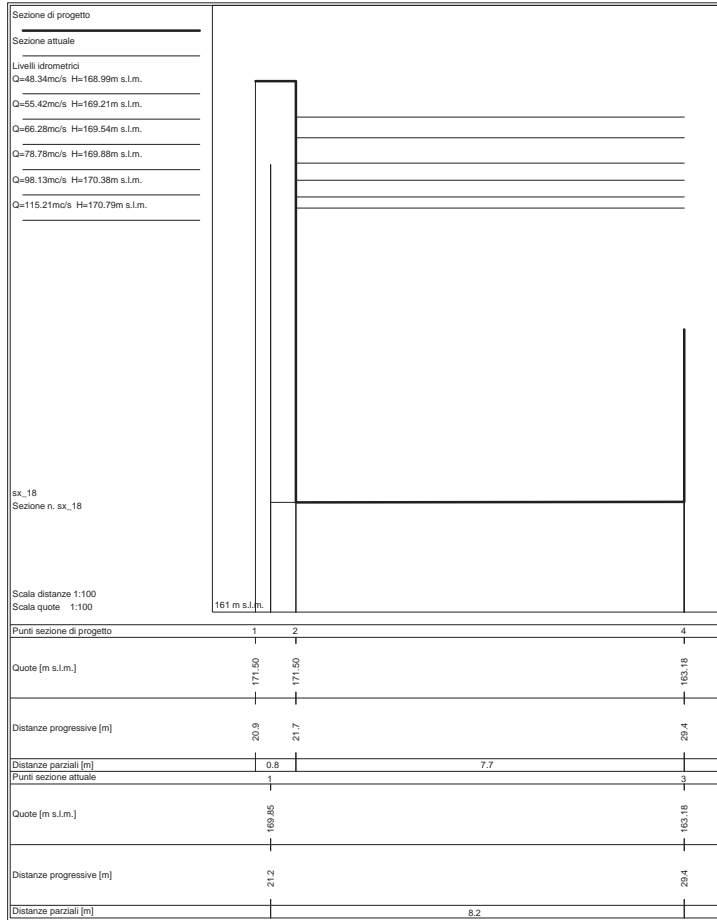 Sezione di progetto
Sezione attuale
Livelli idrometrici
Q=48.34mc/s H=168.99m s.l.m.
Q=55.42mc/s H=169.21m s.l.m.
Q=66.28mc/s H=169.54m s.l.m.
Q=78.78mc/s H=169.88m s.l.m.
Q=98.13mc/s H=170.38m s.l.m.
Q=115.21mc/s H=170.79m s.l.m.
sx_18
Sezione n. sx_18
Scala distanze 1:100
Scala quote 1:100
161 m s.l.m.
Punti sezione di progetto 1 2 4
Quote [m s.l.m.] 171.50 171.50 163.18
Distanze progressive [m] 20.9 21.7 29.4
Distanze parziali [m] 0.8 7.7
Punti sezione attuale 1 3
Quote [m s.l.m.] 169.85 163.18
Distanze progressive [m] 21.2 29.4
Distanze parziali [m] 8.2